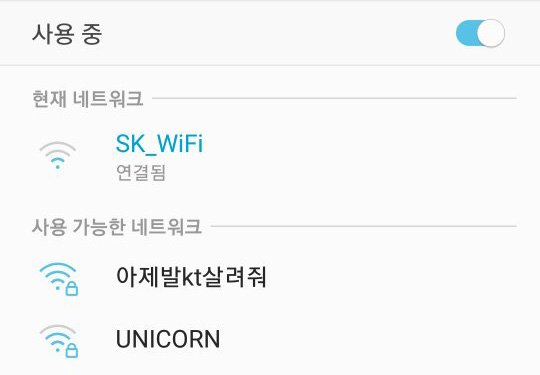 사용 중
현재 네트워크
SK_WiFi
연결됨
사용 가능한 네트워크
아제발kt살려줘
UNICORN